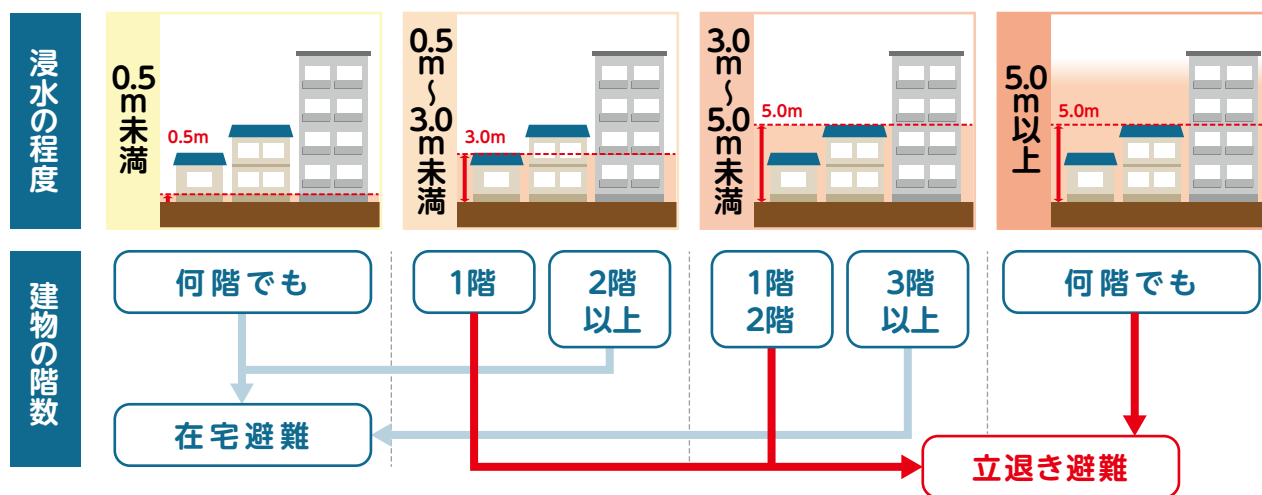 浸水の程度
0.5m未満
0.5m
0.5m～3.0m未満
3.0m
3.0m～5.0m未満
5.0m
5.0m以上
5.0m
建物の階数
何階でも
1階
2階
以上
1階
2階
3階
以上
何階でも
在宅避難
立退き避難